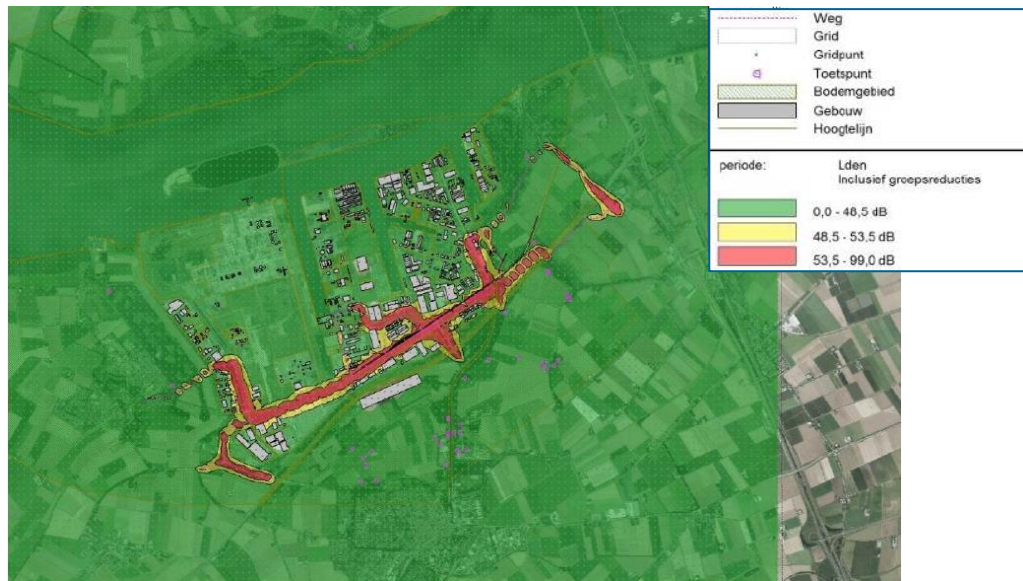 Weg
Grid
Gridpunt
Toetspunt
Bodemgebied
Gebouw
Hoogtelijn
periode: Lden
Inclusief groepsreducties
0,0 - 48,5 dB
48,5 - 53,5 dB
53,5 - 99,0 dB